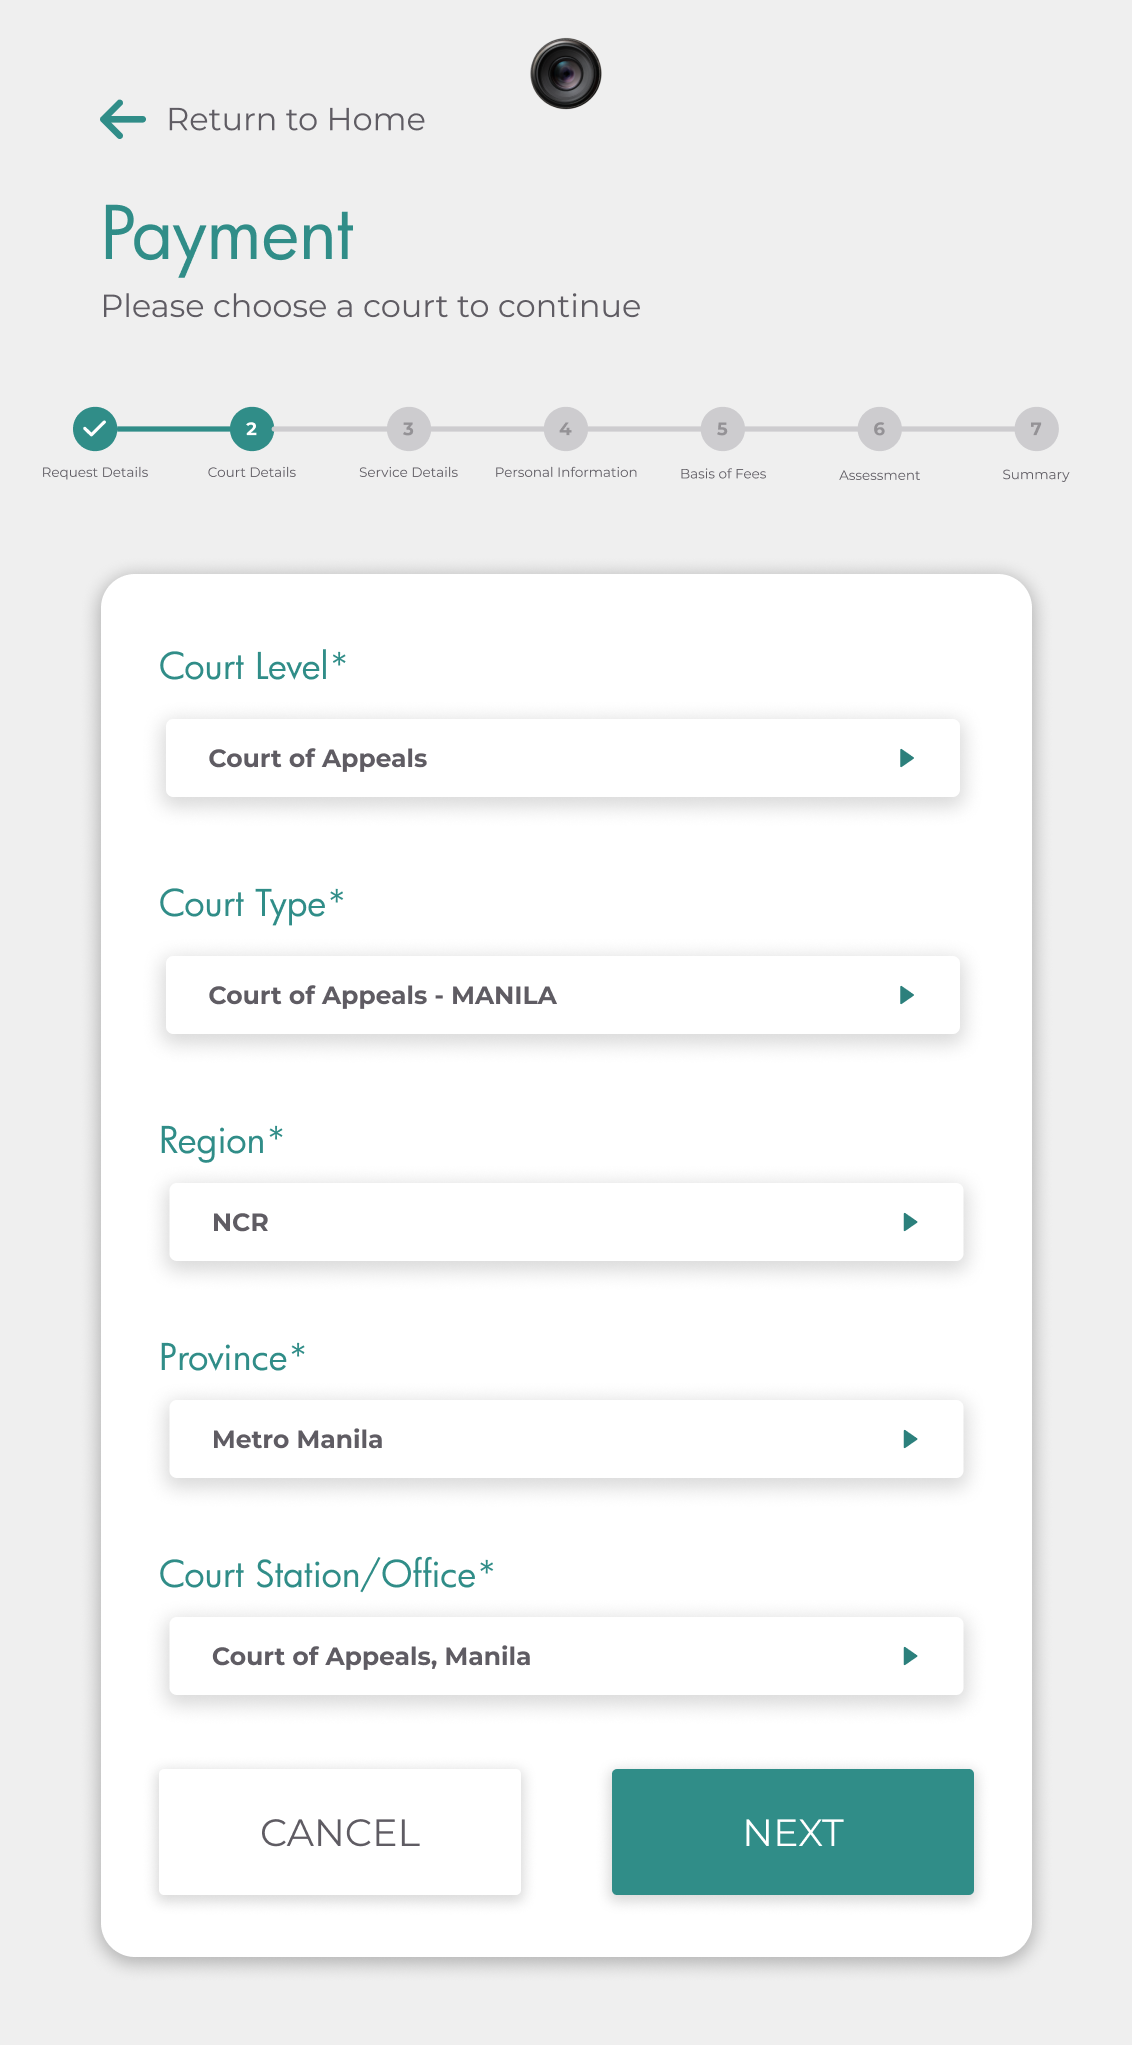 Return to Home
Payment
Please choose a court to continue
2 3 4 5 6 7
Request Details Court Details Service Details Personal Information Basis of Fees Assessment Summary
Court Level*
Court of Appeals
Court Type*
Court of Appeals - MANILA
Region*
NCR
Province*
Metro Manila
Court Station/Office*
Court of Appeals, Manila
CANCEL NEXT